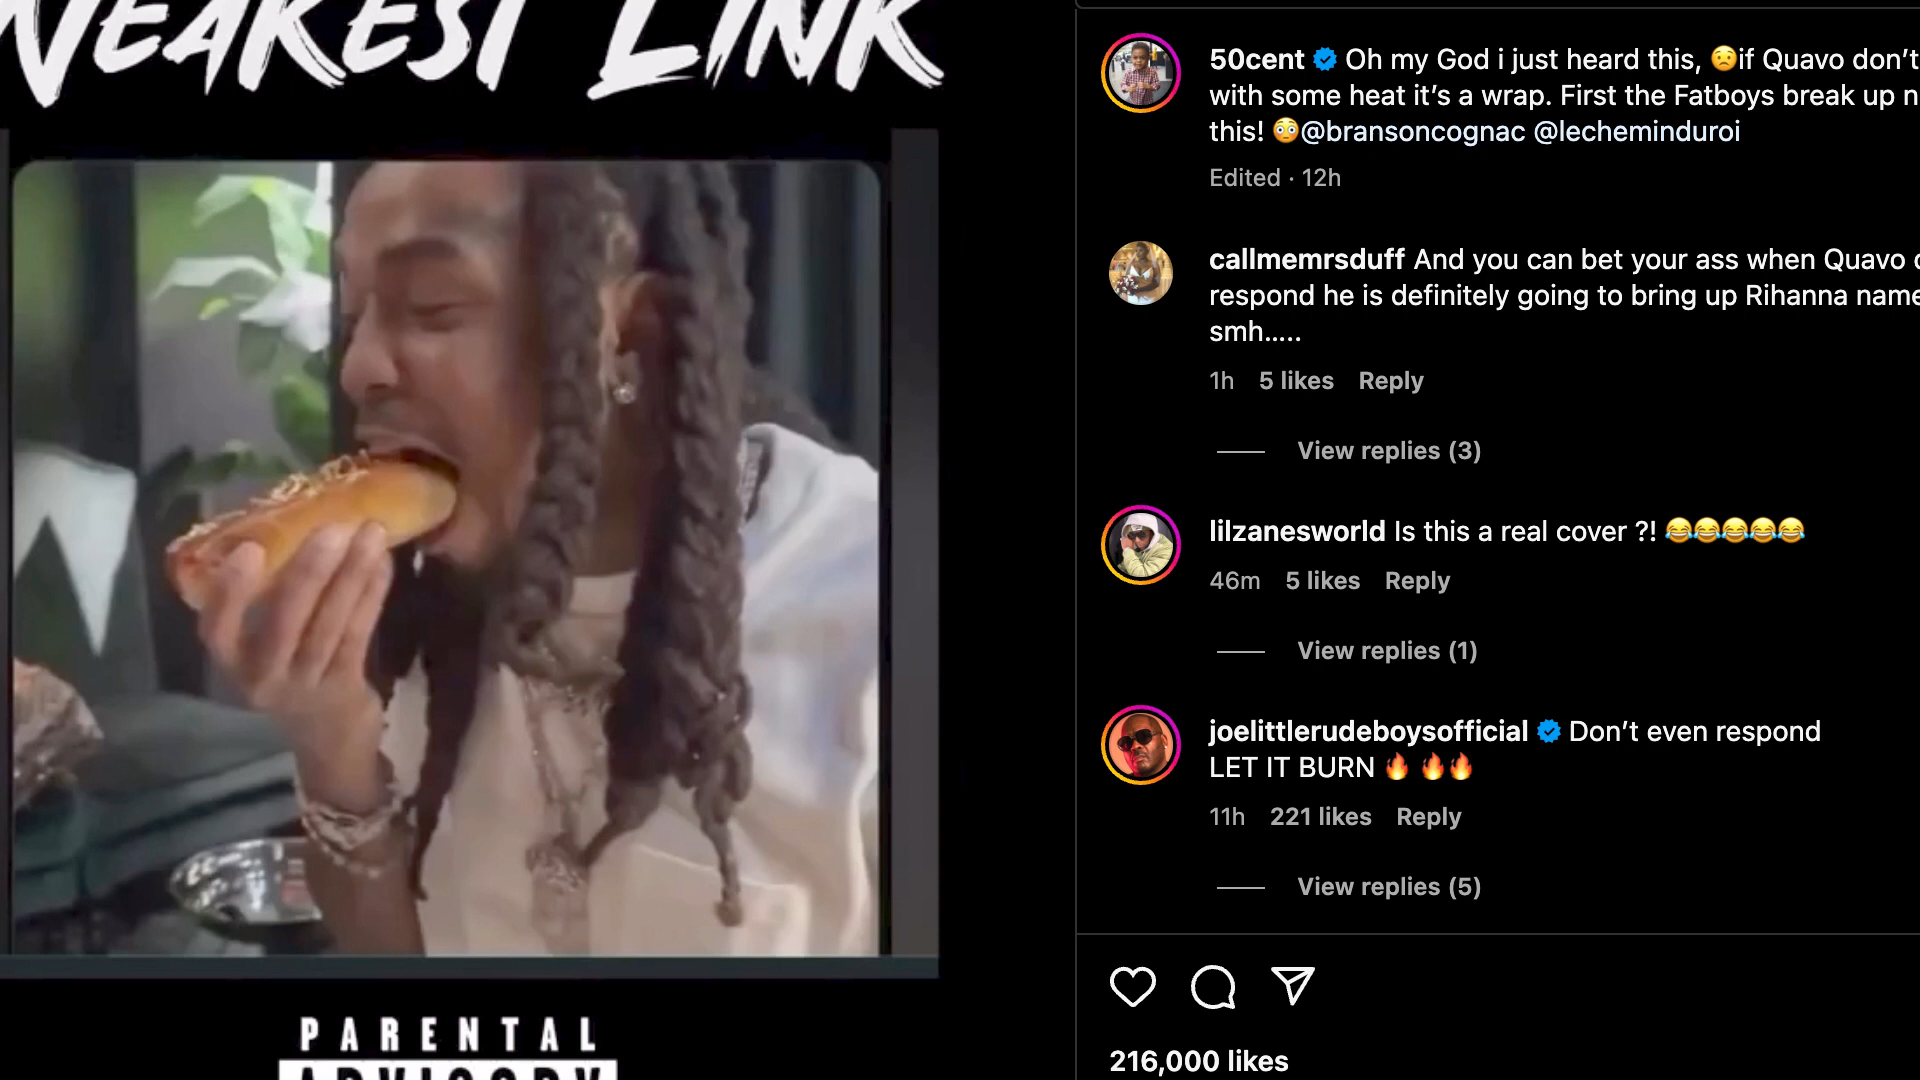 WEAKEST LINK
PARENTAL
ADVISORY
50cent Oh my God i just heard this, 😟if Quavo don’t
with some heat it’s a wrap. First the Fatboys break up n
this! 😳@bransoncognac @lecheminduroi
Edited · 12h
callmemrsduff And you can bet your ass when Quavo
respond he is definitely going to bring up Rihanna name
smh.....
1h 5 likes Reply
View replies (3)
lilzanesworld Is this a real cover ?! 😂😂😂😂😂
46m 5 likes Reply
View replies (1)
joelittlerudeboysofficial Don’t even respond
LET IT BURN 🔥 🔥🔥
11h 221 likes Reply
View replies (5)
216,000 likes